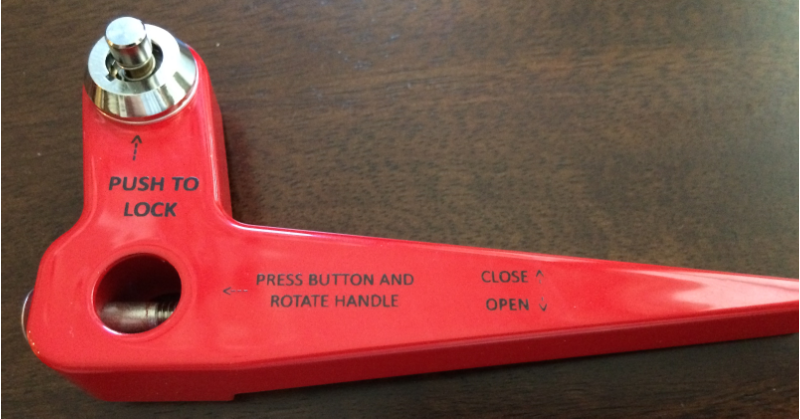 ↑
PUSH TO
LOCK
← PRESS BUTTON AND
ROTATE HANDLE
CLOSE ↑
OPEN ↓